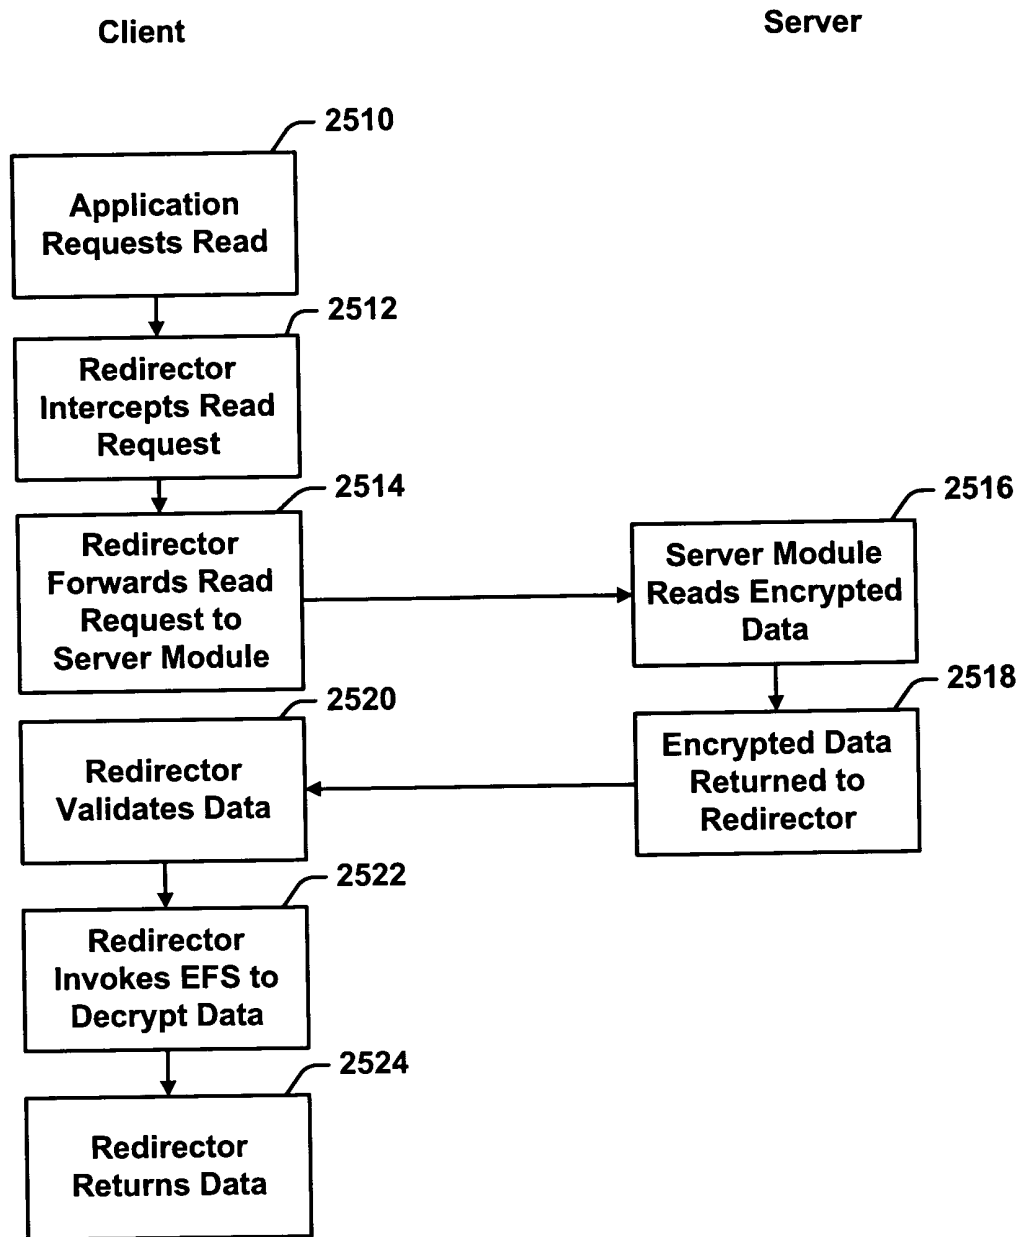 Client
Server
2510
Application
Requests Read
2512
Redirector
Intercepts Read
Request
2514
Redirector
Forwards Read
Request to
Server Module
2516
Server Module
Reads Encrypted
Data
2518
Encrypted Data
Returned to
Redirector
2520
Redirector
Validates Data
2522
Redirector
Invokes EFS to
Decrypt Data
2524
Redirector
Returns Data